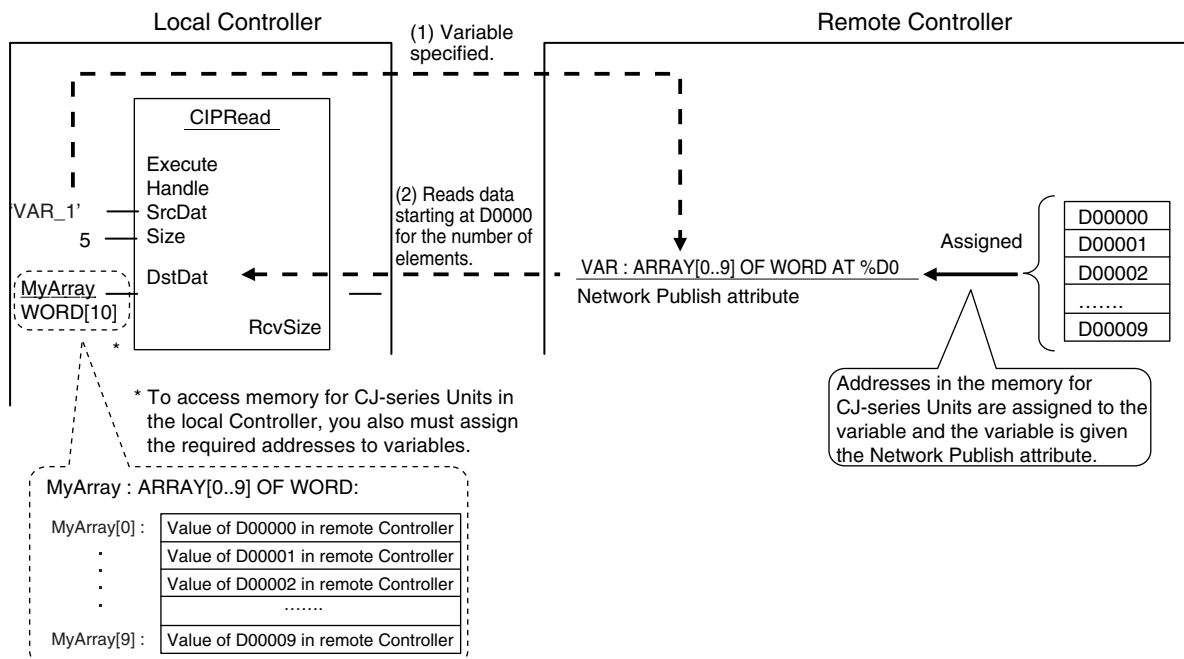 Local Controller
Remote Controller
(1) Variable
specified.
CIPRead
Execute
Handle
'VAR_1'
SrcDat
5
Size
DstDat
MyArray
WORD[10]
RcvSize
*
(2) Reads data
starting at D0000
for the number of
elements.
VAR : ARRAY[0..9] OF WORD AT %D0
Network Publish attribute
Assigned
D00000
D00001
D00002
.......
D00009
Addresses in the memory for
CJ-series Units are assigned to the
variable and the variable is given
the Network Publish attribute.
* To access memory for CJ-series Units in
the local Controller, you also must assign
the required addresses to variables.
MyArray : ARRAY[0..9] OF WORD:
MyArray[0] : Value of D00000 in remote Controller
Value of D00001 in remote Controller
Value of D00002 in remote Controller
.......
MyArray[9] : Value of D00009 in remote Controller